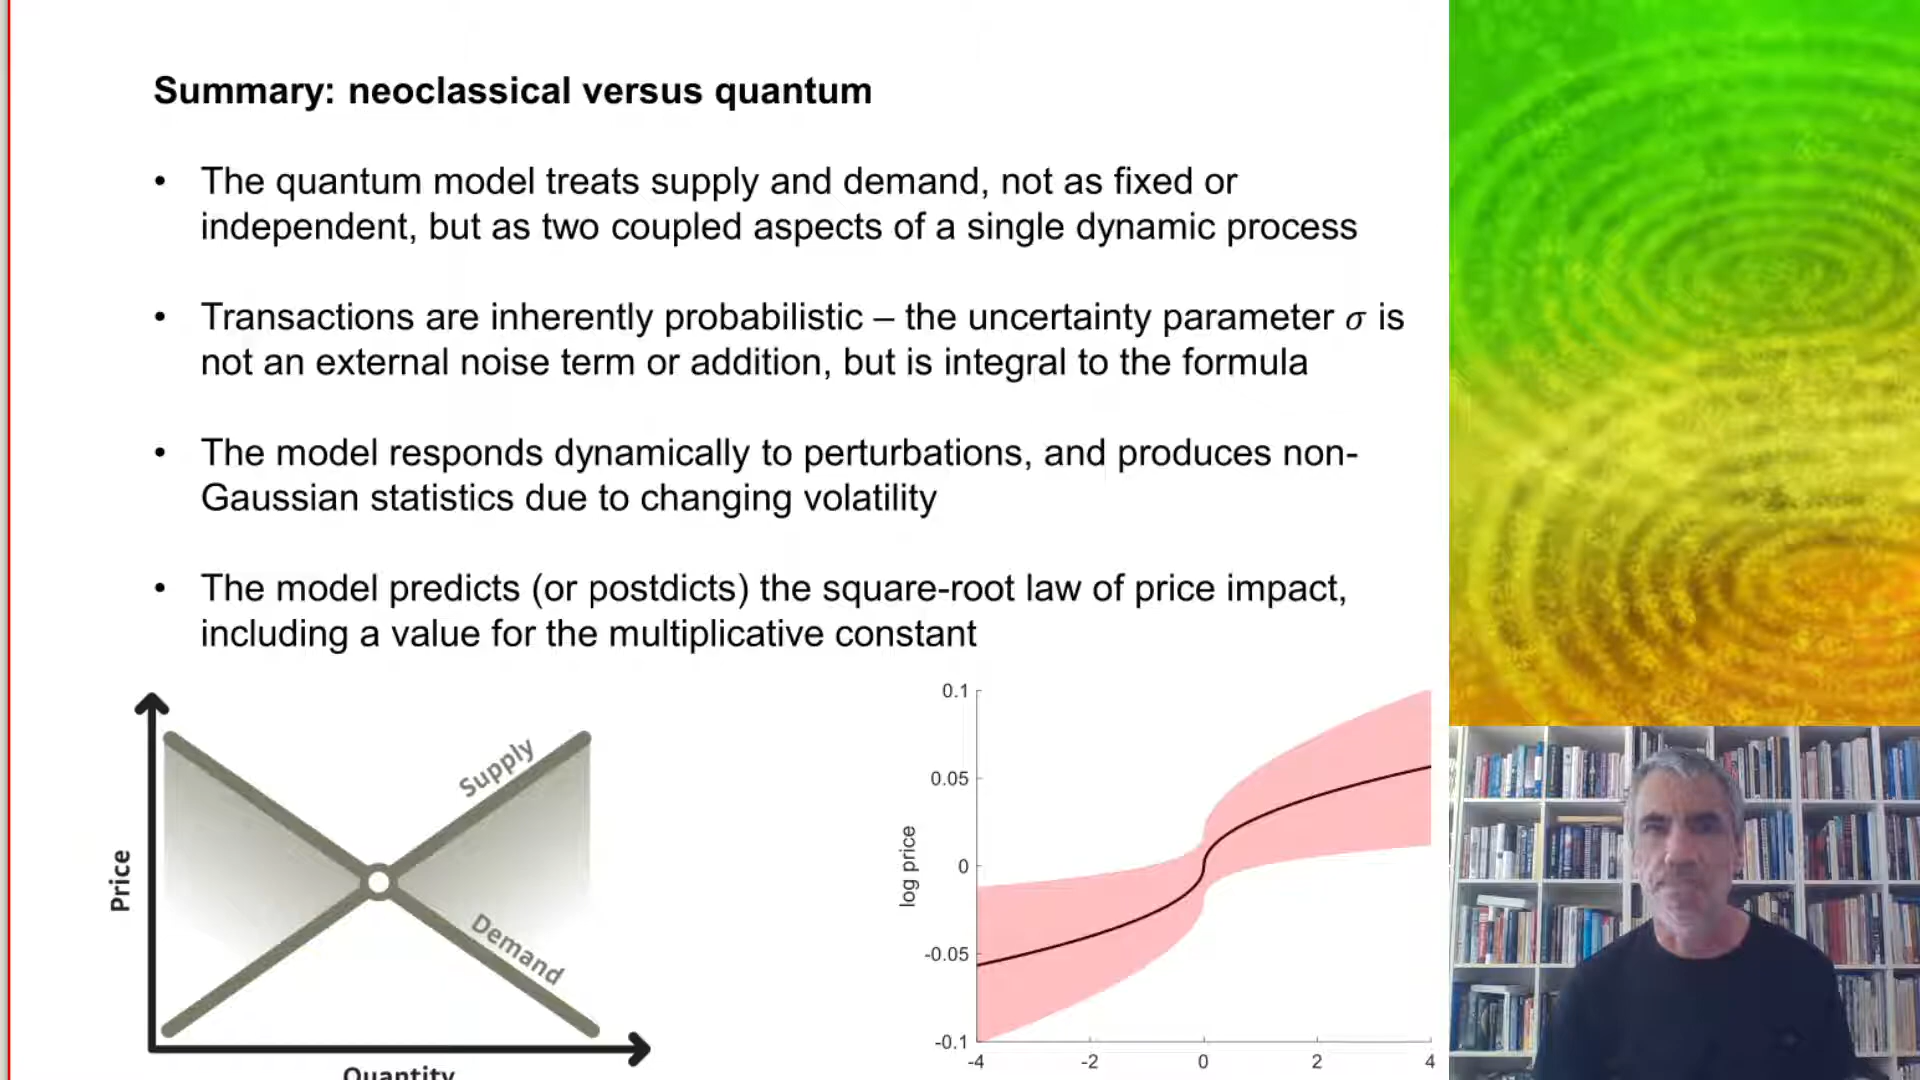 Summary: neoclassical versus quantum
• The quantum model treats supply and demand, not as fixed or
independent, but as two coupled aspects of a single dynamic process
• Transactions are inherently probabilistic – the uncertainty parameter σ is
not an external noise term or addition, but is integral to the formula
• The model responds dynamically to perturbations, and produces non-
Gaussian statistics due to changing volatility
• The model predicts (or postdicts) the square-root law of price impact,
including a value for the multiplicative constant
Price
Supply
Demand
Quantity
log price
0.1
0.05
0
-0.05
-0.1
-4 -2 0 2 4